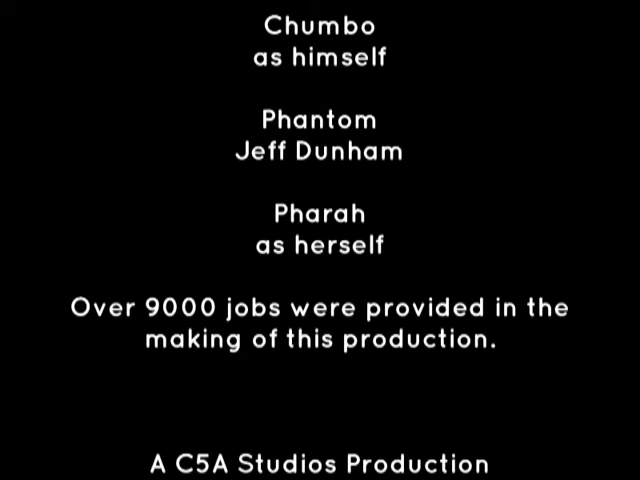 Chumbo
as himself
Phantom
Jeff Dunham
Pharah
as herself
Over 9000 jobs were provided in the
making of this production.
A C5A Studios Production